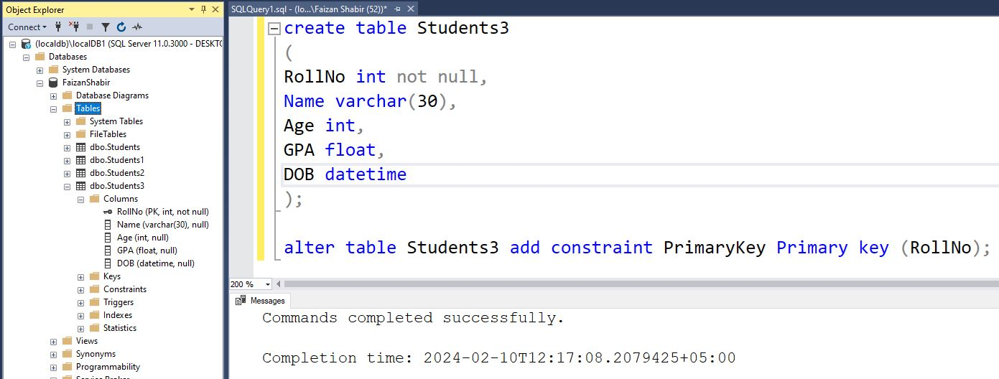 Object Explorer
Connect
(localdb)\localDB1 (SQL Server 11.0.3000 - DESKTO
Databases
System Databases
FaizanShabir
Database Diagrams
Tables
System Tables
FileTables
dbo.Students
dbo.Students1
dbo.Students2
dbo.Students3
Columns
RollNo (PK, int, not null)
Name (varchar(30), null)
Age (int, null)
GPA (float, null)
DOB (datetime, null)
Keys
Constraints
Triggers
Indexes
Statistics
Views
Synonyms
Programmability
Service Broker
SQLQuery1.sql - (lo...\Faizan Shabir (52))*
create table Students3
(
RollNo int not null,
Name varchar(30),
Age int,
GPA float,
DOB datetime
);
alter table Students3 add constraint PrimaryKey Primary key (RollNo);
200 %
Messages
Commands completed successfully.
Completion time: 2024-02-10T12:17:08.2079425+05:00